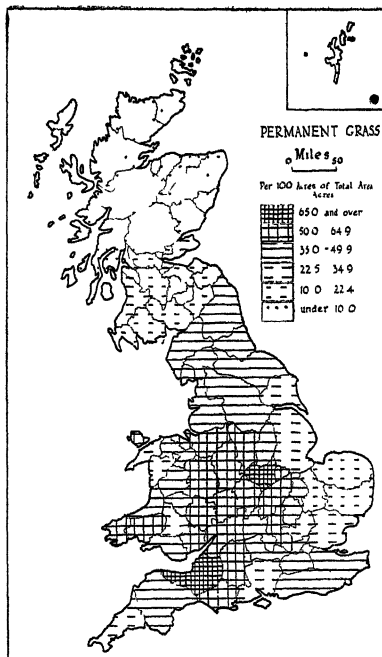 PERMANENT GRASS
0 Miles 50
Per 100 Acres of Total Area
Acres
65 0 and over
50 0 64 9
35 0 - 49 9
22 5 34 9
10 0 22 4
under 10 0